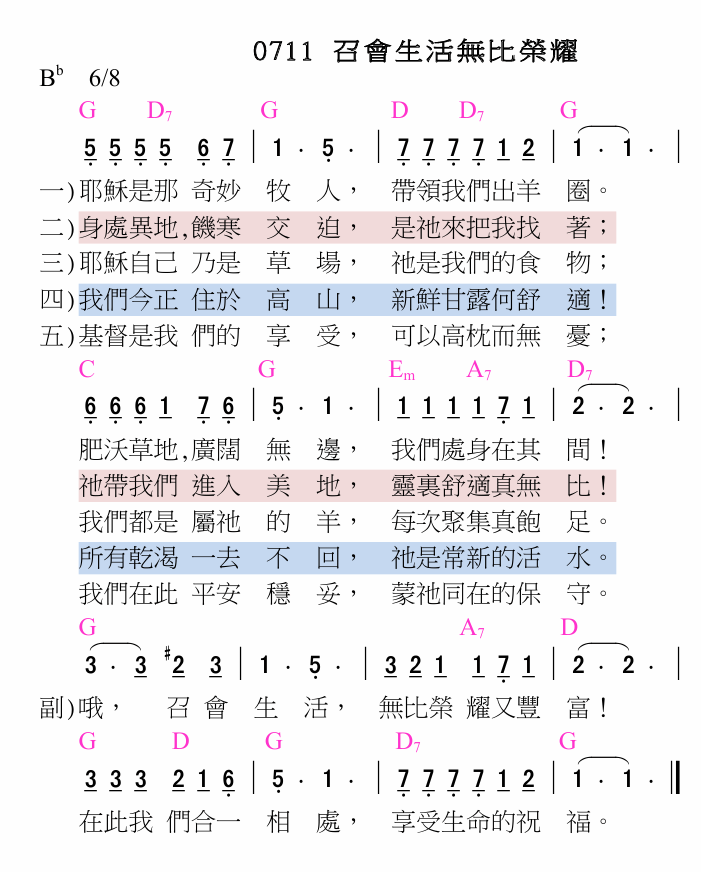 0711 召會生活無比榮耀
Bb 6/8
G D7 G D D7 G
5 5 5 5 6 7 | 1 · 5 · | 7 7 7 7 1 2 | 1 · 1 · |
一)耶穌是那 奇妙 牧 人， 帶領我們出羊 圈。
二)身處異地,饑寒 交 迫， 是祂來把我找 著；
三)耶穌自己 乃是 草 場， 祂是我們的食 物；
四)我們今正 住於 高 山， 新鮮甘露何舒 適！
五)基督是我 們的 享 受， 可以高枕而無 憂；
C G Em A7 D7
6 6 6 1 7 6 | 5 · 1 · | 1 1 1 1 7 1 | 2 · 2 · |
肥沃草地,廣闊 無 邊， 我們處身在其 間！
祂帶我們 進入 美 地， 靈裏舒適真無 比！
我們都是 屬祂 的 羊， 每次聚集真飽 足。
所有乾渴 一去 不 回， 祂是常新的活 水。
我們在此 平安 穩 妥， 蒙祂同在的保 守。
G A7 D
3 · 3 #2 3 | 1 · 5 · | 3 2 1 1 7 1 | 2 · 2 · |
副)哦， 召 會 生 活， 無比榮 耀又豐 富！
G D G D7 G
3 3 3 2 1 6 | 5 · 1 · | 7 7 7 7 1 2 | 1 · 1 · ||
在此我 們合一 相 處， 享受生命的祝 福。